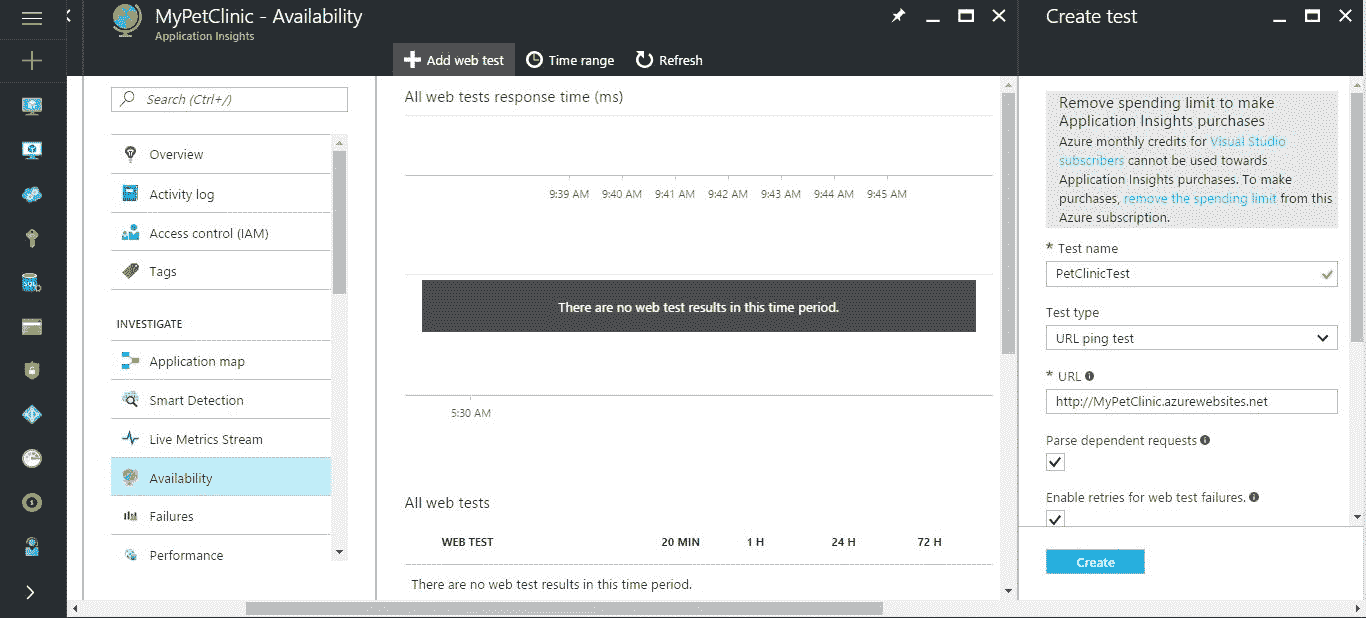 MyPetClinic - Availability
Application Insights
Add web test
Time range
Refresh
Search (Ctrl+/)
Overview
Activity log
Access control (IAM)
Tags
INVESTIGATE
Application map
Smart Detection
Live Metrics Stream
Availability
Failures
Performance
All web tests response time (ms)
9:39 AM 9:40 AM 9:41 AM 9:42 AM 9:43 AM 9:44 AM 9:45 AM
There are no web test results in this time period.
5:30 AM
All web tests
WEB TEST 20 MIN 1 H 24 H 72 H
There are no web test results in this time period.
Create test
Remove spending limit to make
Application Insights purchases
Azure monthly credits for Visual Studio
subscribers cannot be used towards
Application Insights purchases. To make
purchases, remove the spending limit from this
Azure subscription.
* Test name
PetClinicTest
Test type
URL ping test
* URL
http://MyPetClinic.azurewebsites.net
Parse dependent requests
Enable retries for web test failures.
Create